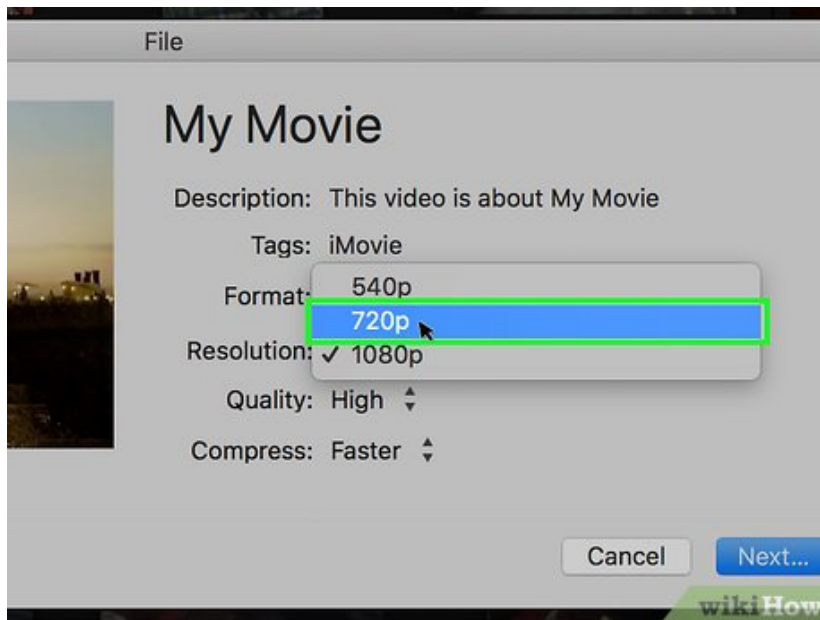 File
My Movie
Description: This video is about My Movie
Tags: iMovie
Format:
540p
720p
Resolution: ✓ 1080p
Quality: High
Compress: Faster
Cancel Next...
wikiHow